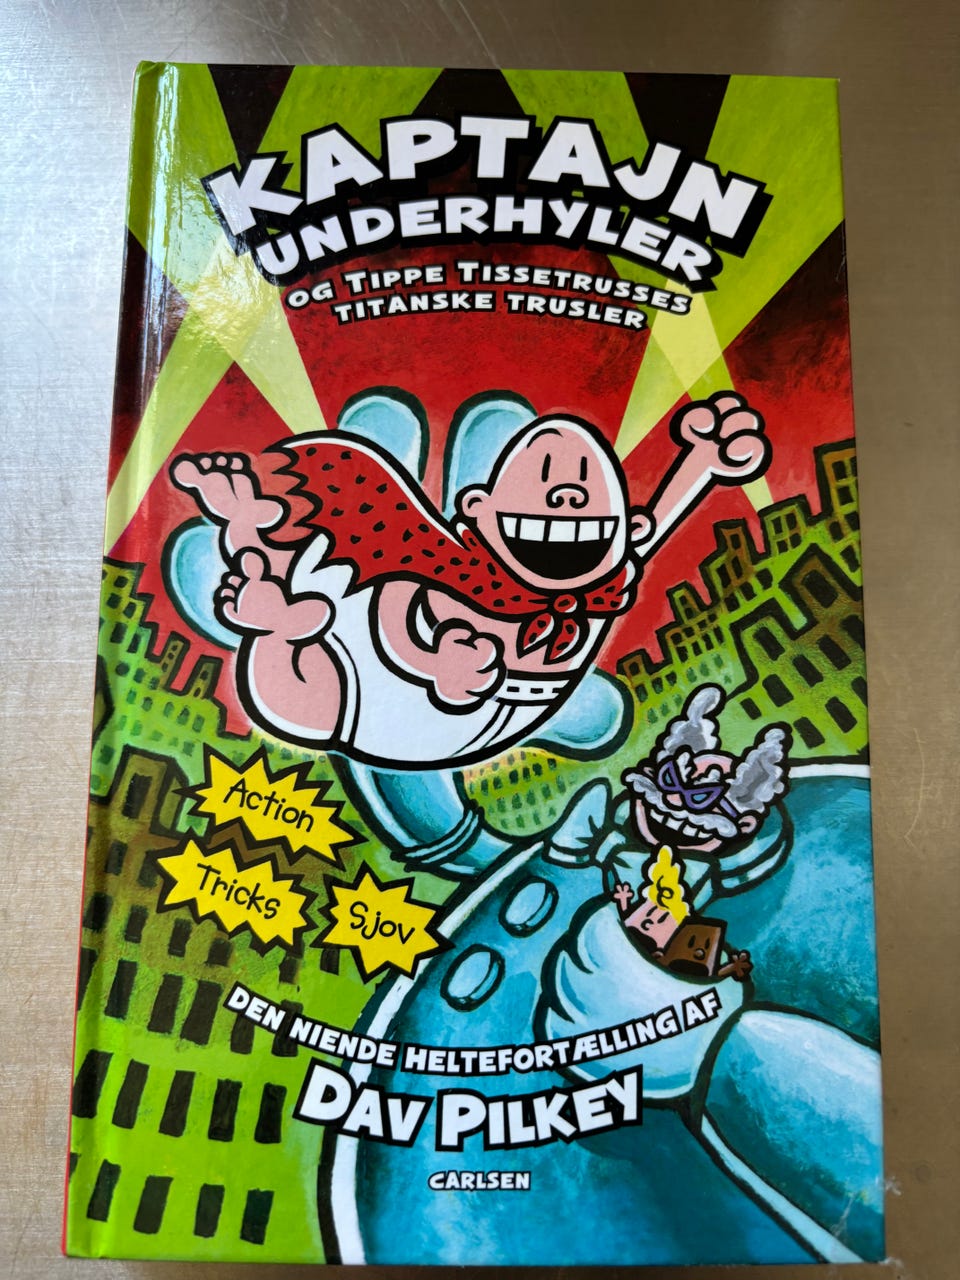 KAPTAJN
UNDERHYLER
OG TIPPE TISSETRUSSES
TITANSKE TRUSLER
Action
Tricks
Sjov
DEN NIENDE HELTEFORTÆLLING AF
DAV PILKEY
CARLSEN